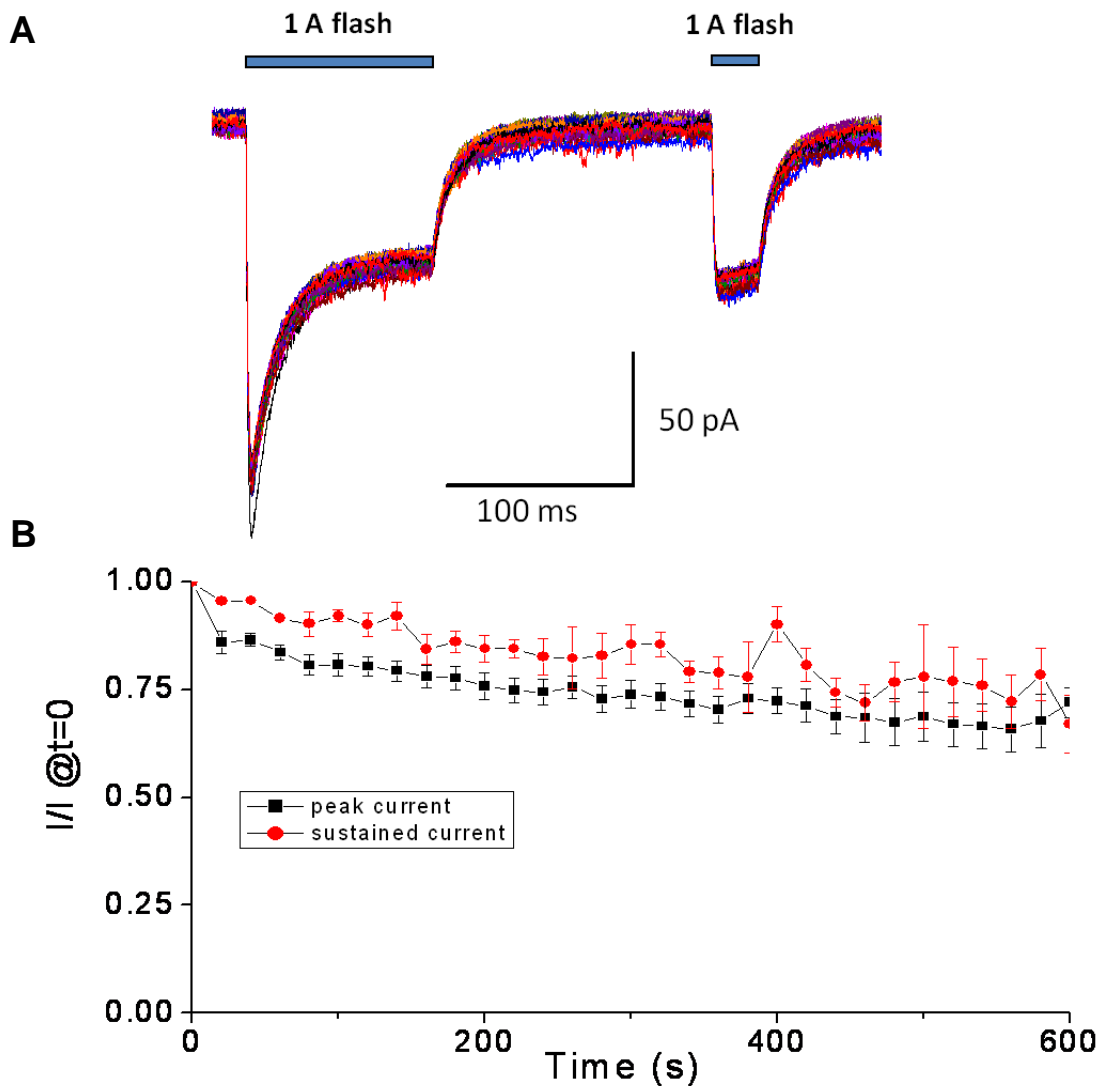 A
1 A flash
1 A flash
50 pA
100 ms
B
1.00
0.75
0.50
0.25
0.00
I/I @t=0
peak current
sustained current
0
200
400
600
Time (s)